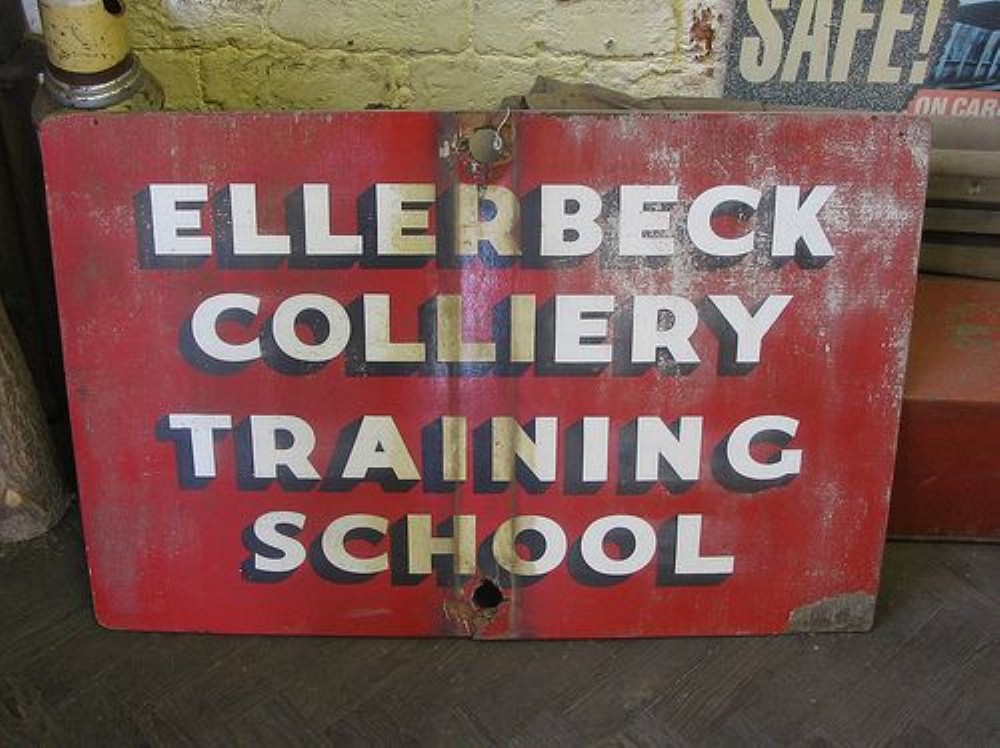 SAFE!
ON CAR
ELLERBECK
COLLIERY
TRAINING
SCHOOL